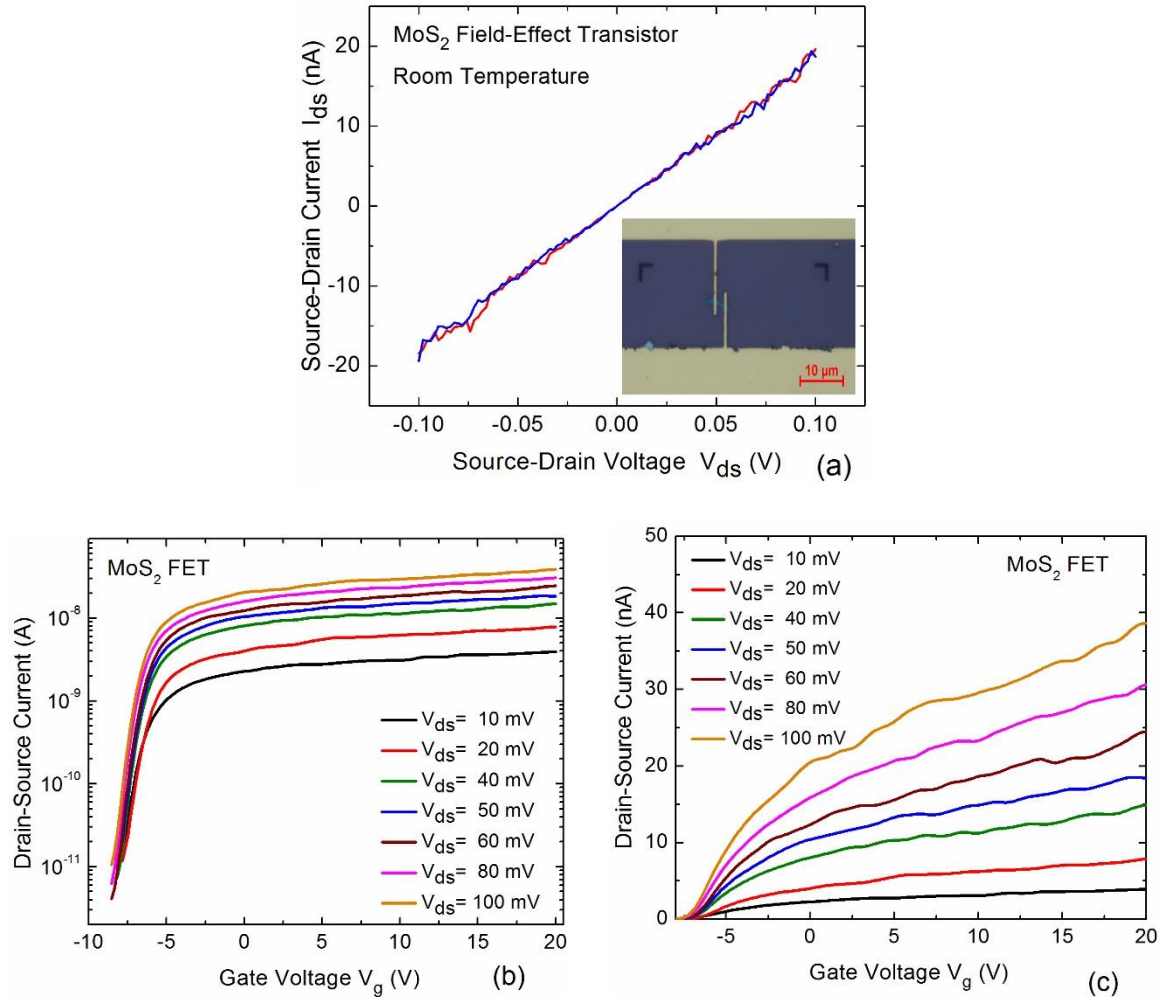 MoS2 Field-Effect Transistor
Room Temperature
Source-Drain Current Ids (nA)
20
10
0
-10
-20
10 µm
-0.10 -0.05 0.00 0.05 0.10
Source-Drain Voltage Vds (V)
(a)
MoS2 FET
Drain-Source Current (A)
10-8
10-9
10-10
10-11
Vds= 10 mV
Vds= 20 mV
Vds= 40 mV
Vds= 50 mV
Vds= 60 mV
Vds= 80 mV
Vds= 100 mV
-10 -5 0 5 10 15 20
Gate Voltage Vg (V)
(b)
MoS2 FET
Drain-Source Current (nA)
50
40
30
20
10
0
Vds= 10 mV
Vds= 20 mV
Vds= 40 mV
Vds= 50 mV
Vds= 60 mV
Vds= 80 mV
Vds= 100 mV
-5 0 5 10 15 20
Gate Voltage Vg (V)
(c)